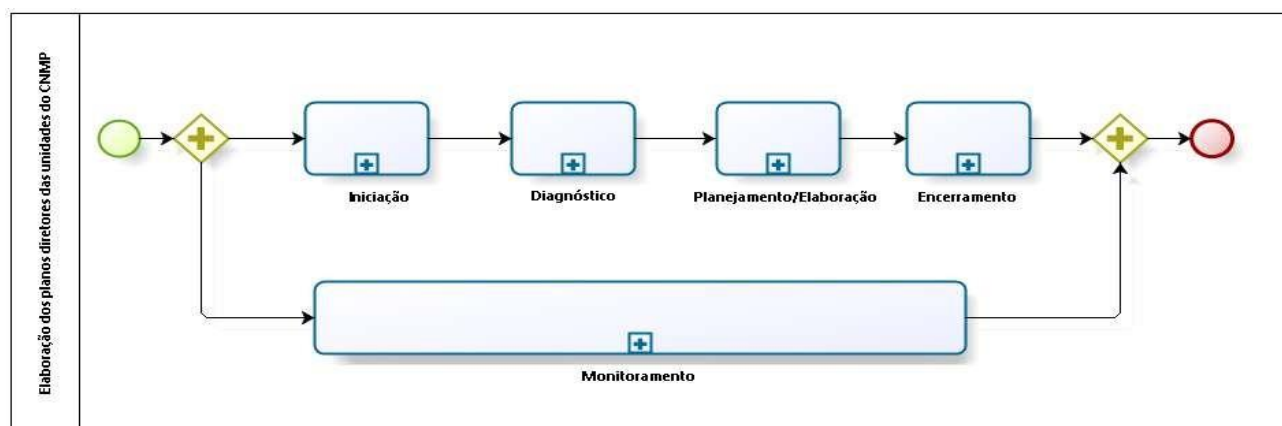 Elaboração dos planos diretores das unidades do CNMP
Iniciação
Diagnóstico
Planejamento/Elaboração
Encerramento
Monitoramento